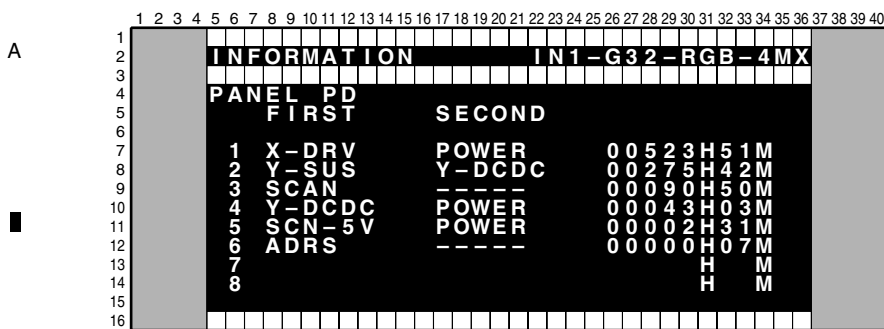 1 2 3 4 5 6 7 8 9 10 11 12 13 14 15 16 17 18 19 20 21 22 23 24 25 26 27 28 29 30 31 32 33 34 35 36 37 38 39 40
1
A
2 INFORMATION IN1–G32–RGB–4MX
3
4 PANEL PD
5 FIRST SECOND
6
7 1 X–DRV POWER 00523H51M
8 2 Y–SUS Y–DCDC 00275H42M
9 3 SCAN ––––– 00090H50M
10 4 Y–DCDC POWER 00043H03M
11 5 SCN–5V POWER 00002H31M
12 6 ADRS ––––– 00000H07M
13 7 H M
14 8 H M
15
16